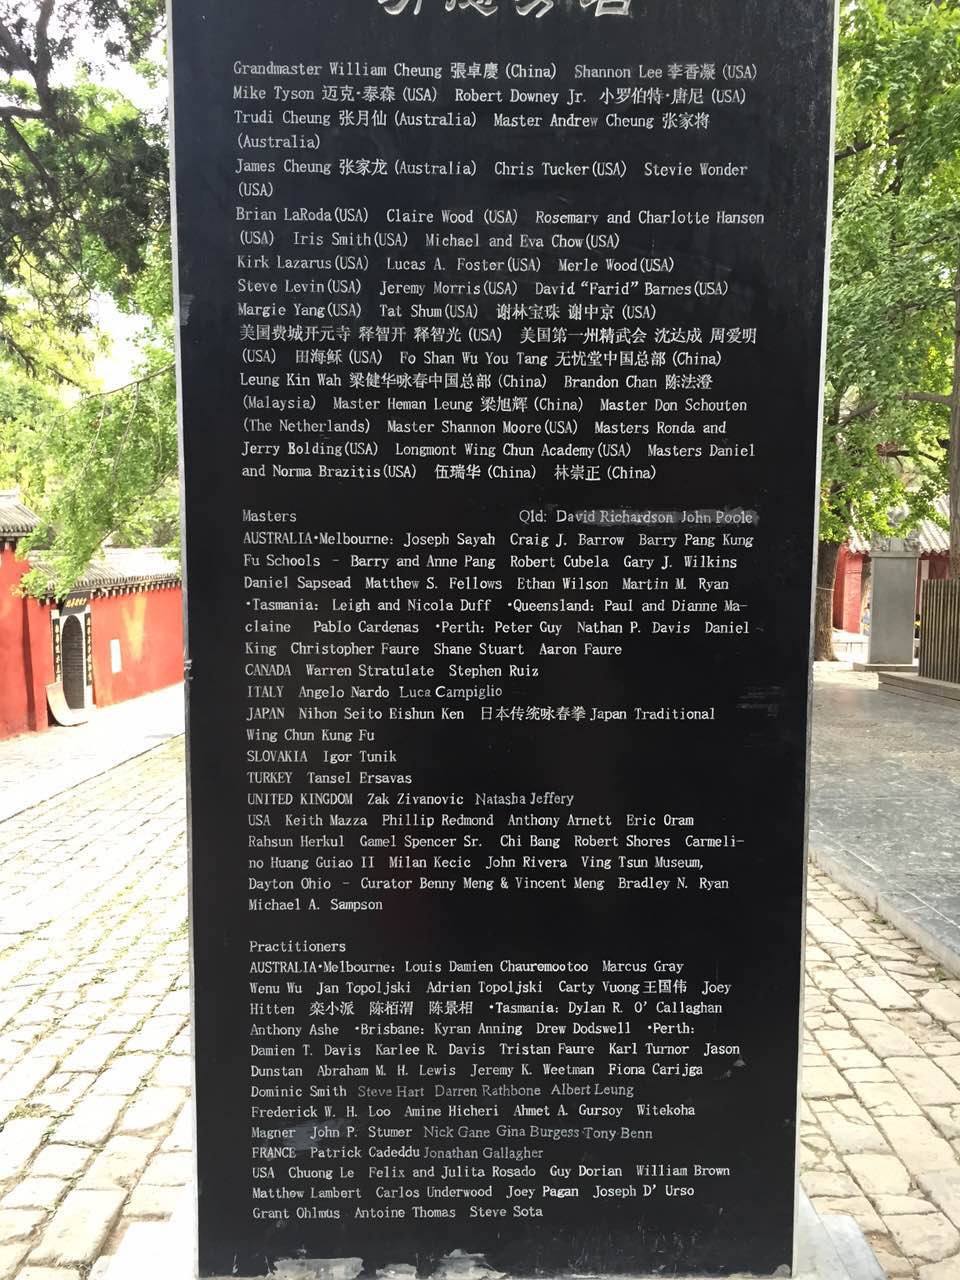 Grandmaster William Cheung 張卓慶 (China) Shannon Lee 李香凝 (USA)
Mike Tyson 迈克·泰森 (USA) Robert Downey Jr. 小罗伯特·唐尼 (USA)
Trudi Cheung 张月仙 (Australia) Master Andrew Cheung 张家将
(Australia)
James Cheung 张家龙 (Australia) Chris Tucker(USA) Stevie Wonder
(USA)
Brian LaRoda(USA) Claire Wood (USA) Rosemary and Charlotte Hansen
(USA) Iris Smith(USA) Michael and Eva Chow(USA)
Kirk Lazarus(USA) Lucas A. Foster(USA) Merle Wood(USA)
Steve Levin(USA) Jeremy Morris(USA) David "Farid" Barnes(USA)
Margie Yang(USA) Tat Shum(USA) 谢林宝珠 谢中京 (USA)
美国费城开元寺 释智开 释智光 (USA) 美国第一州精武会 沈达成 周爱明
(USA) 田海稣 (USA) Fo Shan Wu You Tang 无忧堂中国总部 (China)
Leung Kin Wah 梁健华咏春中国总部 (China) Brandon Chan 陈法澄
(Malaysia) Master Heman Leung 梁旭辉 (China) Master Don Schouten
(The Netherlands) Master Shannon Moore(USA) Masters Ronda and
Jerry Bolding(USA) Longmont Wing Chun Academy(USA) Masters Daniel
and Norma Brazitis(USA) 伍瑞华 (China) 林崇正 (China)
Masters Qld: David Richardson John Poole
AUSTRALIA·Melbourne: Joseph Sayah Craig J. Barrow Barry Pang Kung
Fu Schools - Barry and Anne Pang Robert Cubela Gary J. Wilkins
Daniel Sapsead Matthew S. Fellows Ethan Wilson Martin M. Ryan
·Tasmania: Leigh and Nicola Duff ·Queensland: Paul and Dianne Ma-
claine Pablo Cardenas ·Perth: Peter Guy Nathan P. Davis Daniel
King Christopher Faure Shane Stuart Aaron Faure
CANADA Warren Stratulate Stephen Ruiz
ITALY Angelo Nardo Luca Campiglio
JAPAN Nihon Seito Eishun Ken 日本传统咏春拳 Japan Traditional
Wing Chun Kung Fu
SLOVAKIA Igor Tunik
TURKEY Tansel Ersavas
UNITED KINGDOM Zak Zivanovic Natasha Jeffery
USA Keith Mazza Phillip Redmond Anthony Arnett Eric Oram
Rahsun Herkul Gamel Spencer Sr. Chi Bang Robert Shores Carmeli-
no Huang Guiao II Milan Kecic John Rivera Ving Tsun Museum,
Dayton Ohio - Curator Benny Meng & Vincent Meng Bradley N. Ryan
Michael A. Sampson
Practitioners
AUSTRALIA·Melbourne: Louis Damien Chauremootoo Marcus Gray
Wenu Wu Jan Topoljski Adrian Topoljski Carty Vuong 王国伟 Joey
Hitten 栾小派 陈栢渭 陈景相 ·Tasmania: Dylan R. O' Callaghan
Anthony Ashe ·Brisbane: Kyran Anning Drew Dodswell ·Perth:
Damien T. Davis Karlee R. Davis Tristan Faure Karl Turnor Jason
Dunstan Abraham M. H. Lewis Jeremy K. Weetman Fiona Carijga
Dominic Smith Steve Hart Darren Rathbone Albert Leung
Frederick W. H. Loo Amine Hicheri Ahmet A. Gursoy Witekoha
Magner John P. Stumer Nick Gane Gina Burgess Tony Benn
FRANCE Patrick Cadeddu Jonathan Gallagher
USA Chuong Le Felix and Julita Rosado Guy Dorian William Brown
Matthew Lambert Carlos Underwood Joey Pagan Joseph D' Urso
Grant Ohlmus Antoine Thomas Steve Sota